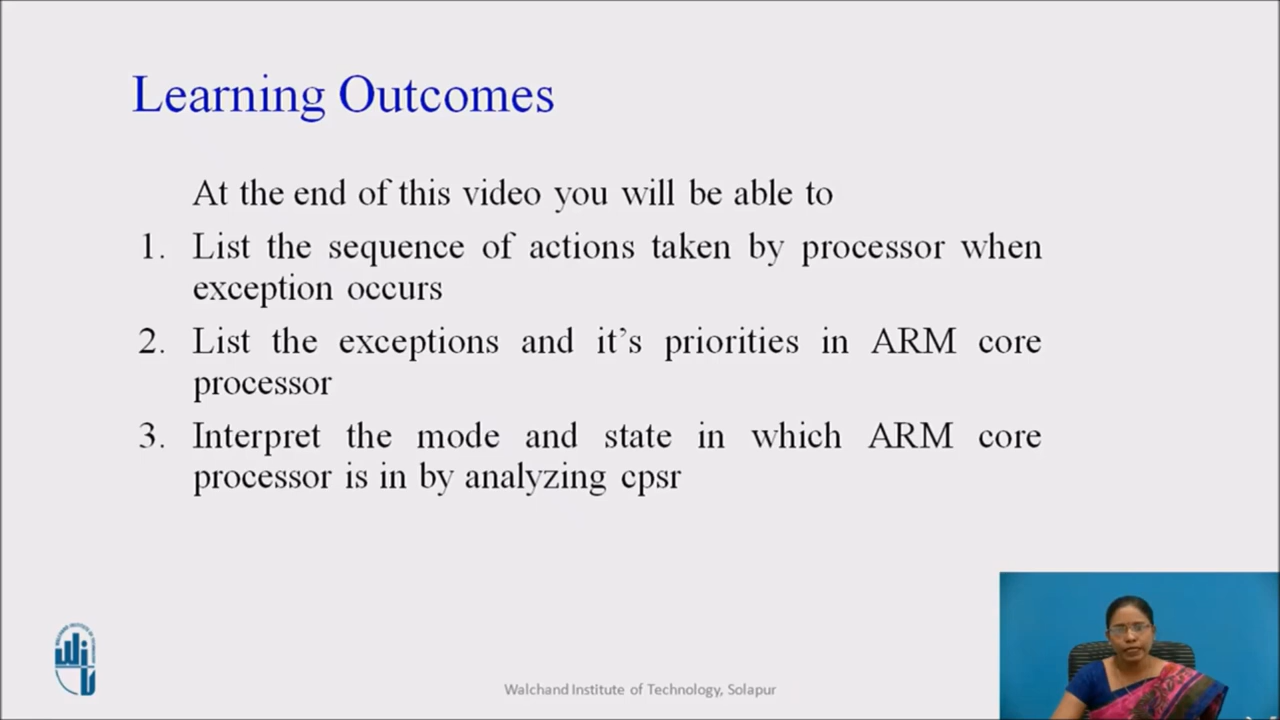 Learning Outcomes
At the end of this video you will be able to
1. List the sequence of actions taken by processor when
exception occurs
2. List the exceptions and it's priorities in ARM core
processor
3. Interpret the mode and state in which ARM core
processor is in by analyzing cpsr
Walchand Institute of Technology, Solapur